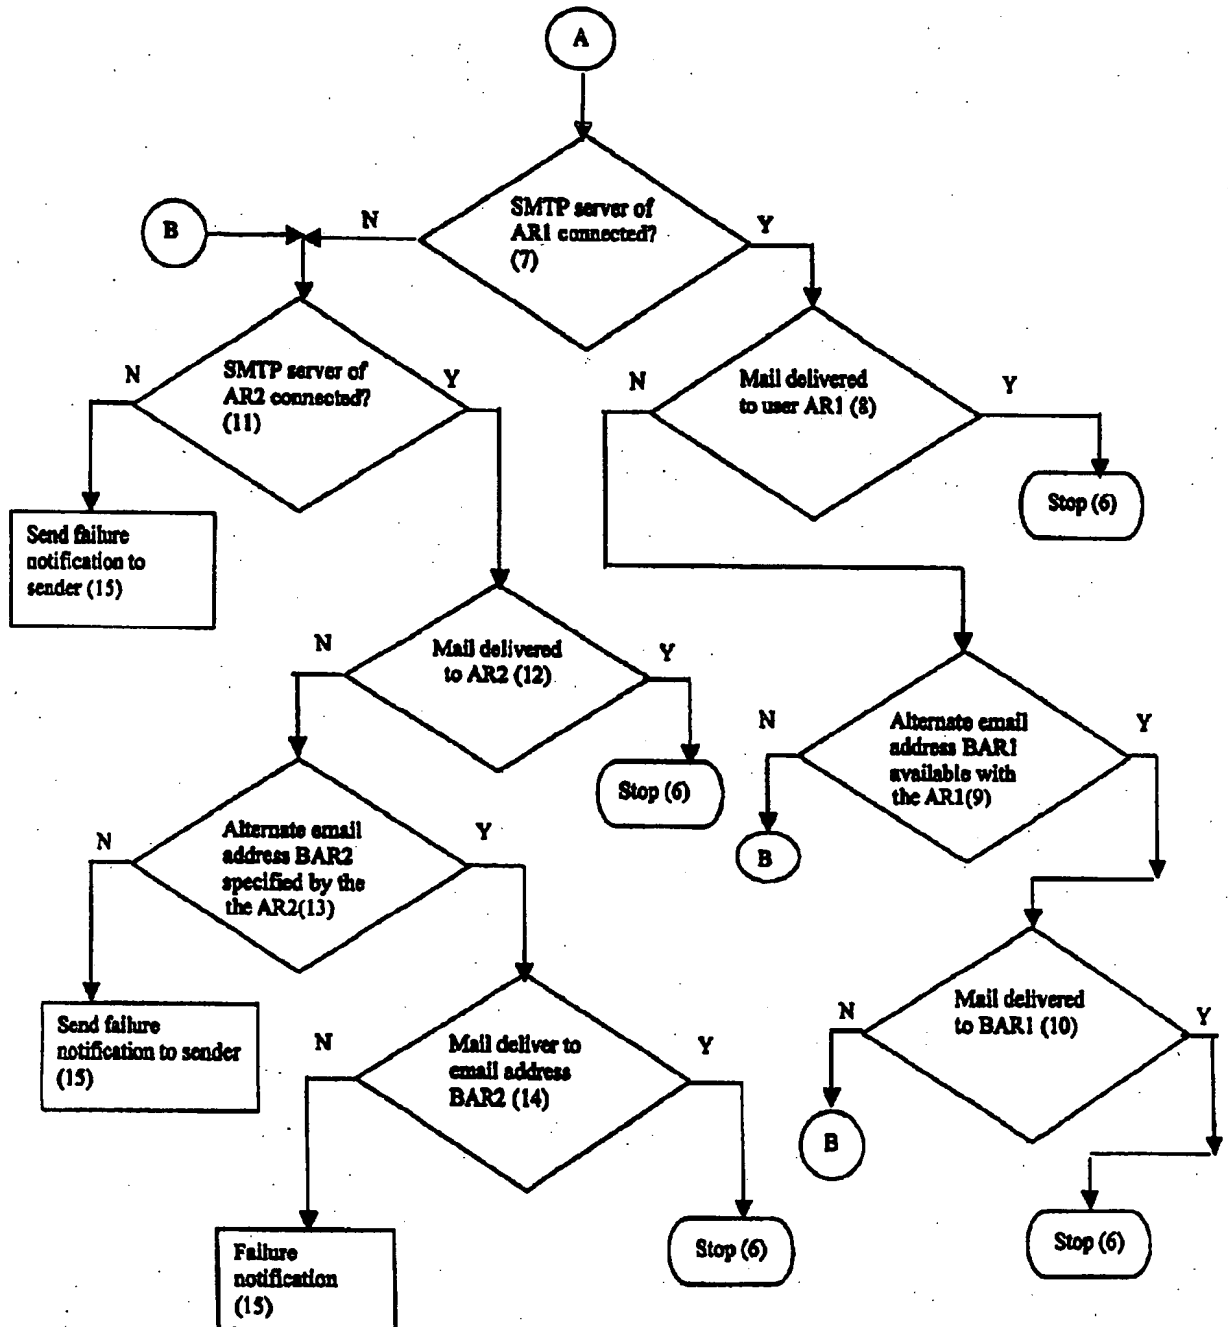 A
B
N
SMTP server of
AR1 connected?
(7)
Y
N
SMTP server of
AR2 connected?
(11)
Y
N
Mail delivered
to user AR1 (8)
Y
Stop (6)
Send failure
notification to
sender (15)
N
Mail delivered
to AR2 (12)
Y
Stop (6)
N
Alternate email
address BAR1
available with
the AR1(9)
Y
B
N
Alternate email
address BAR2
specified by the
the AR2(13)
Y
N
Mail delivered
to BAR1 (10)
Y
B
Stop (6)
Send failure
notification to sender
(15)
N
Mail deliver to
email address
BAR2 (14)
Y
Failure
notification
(15)
Stop (6)